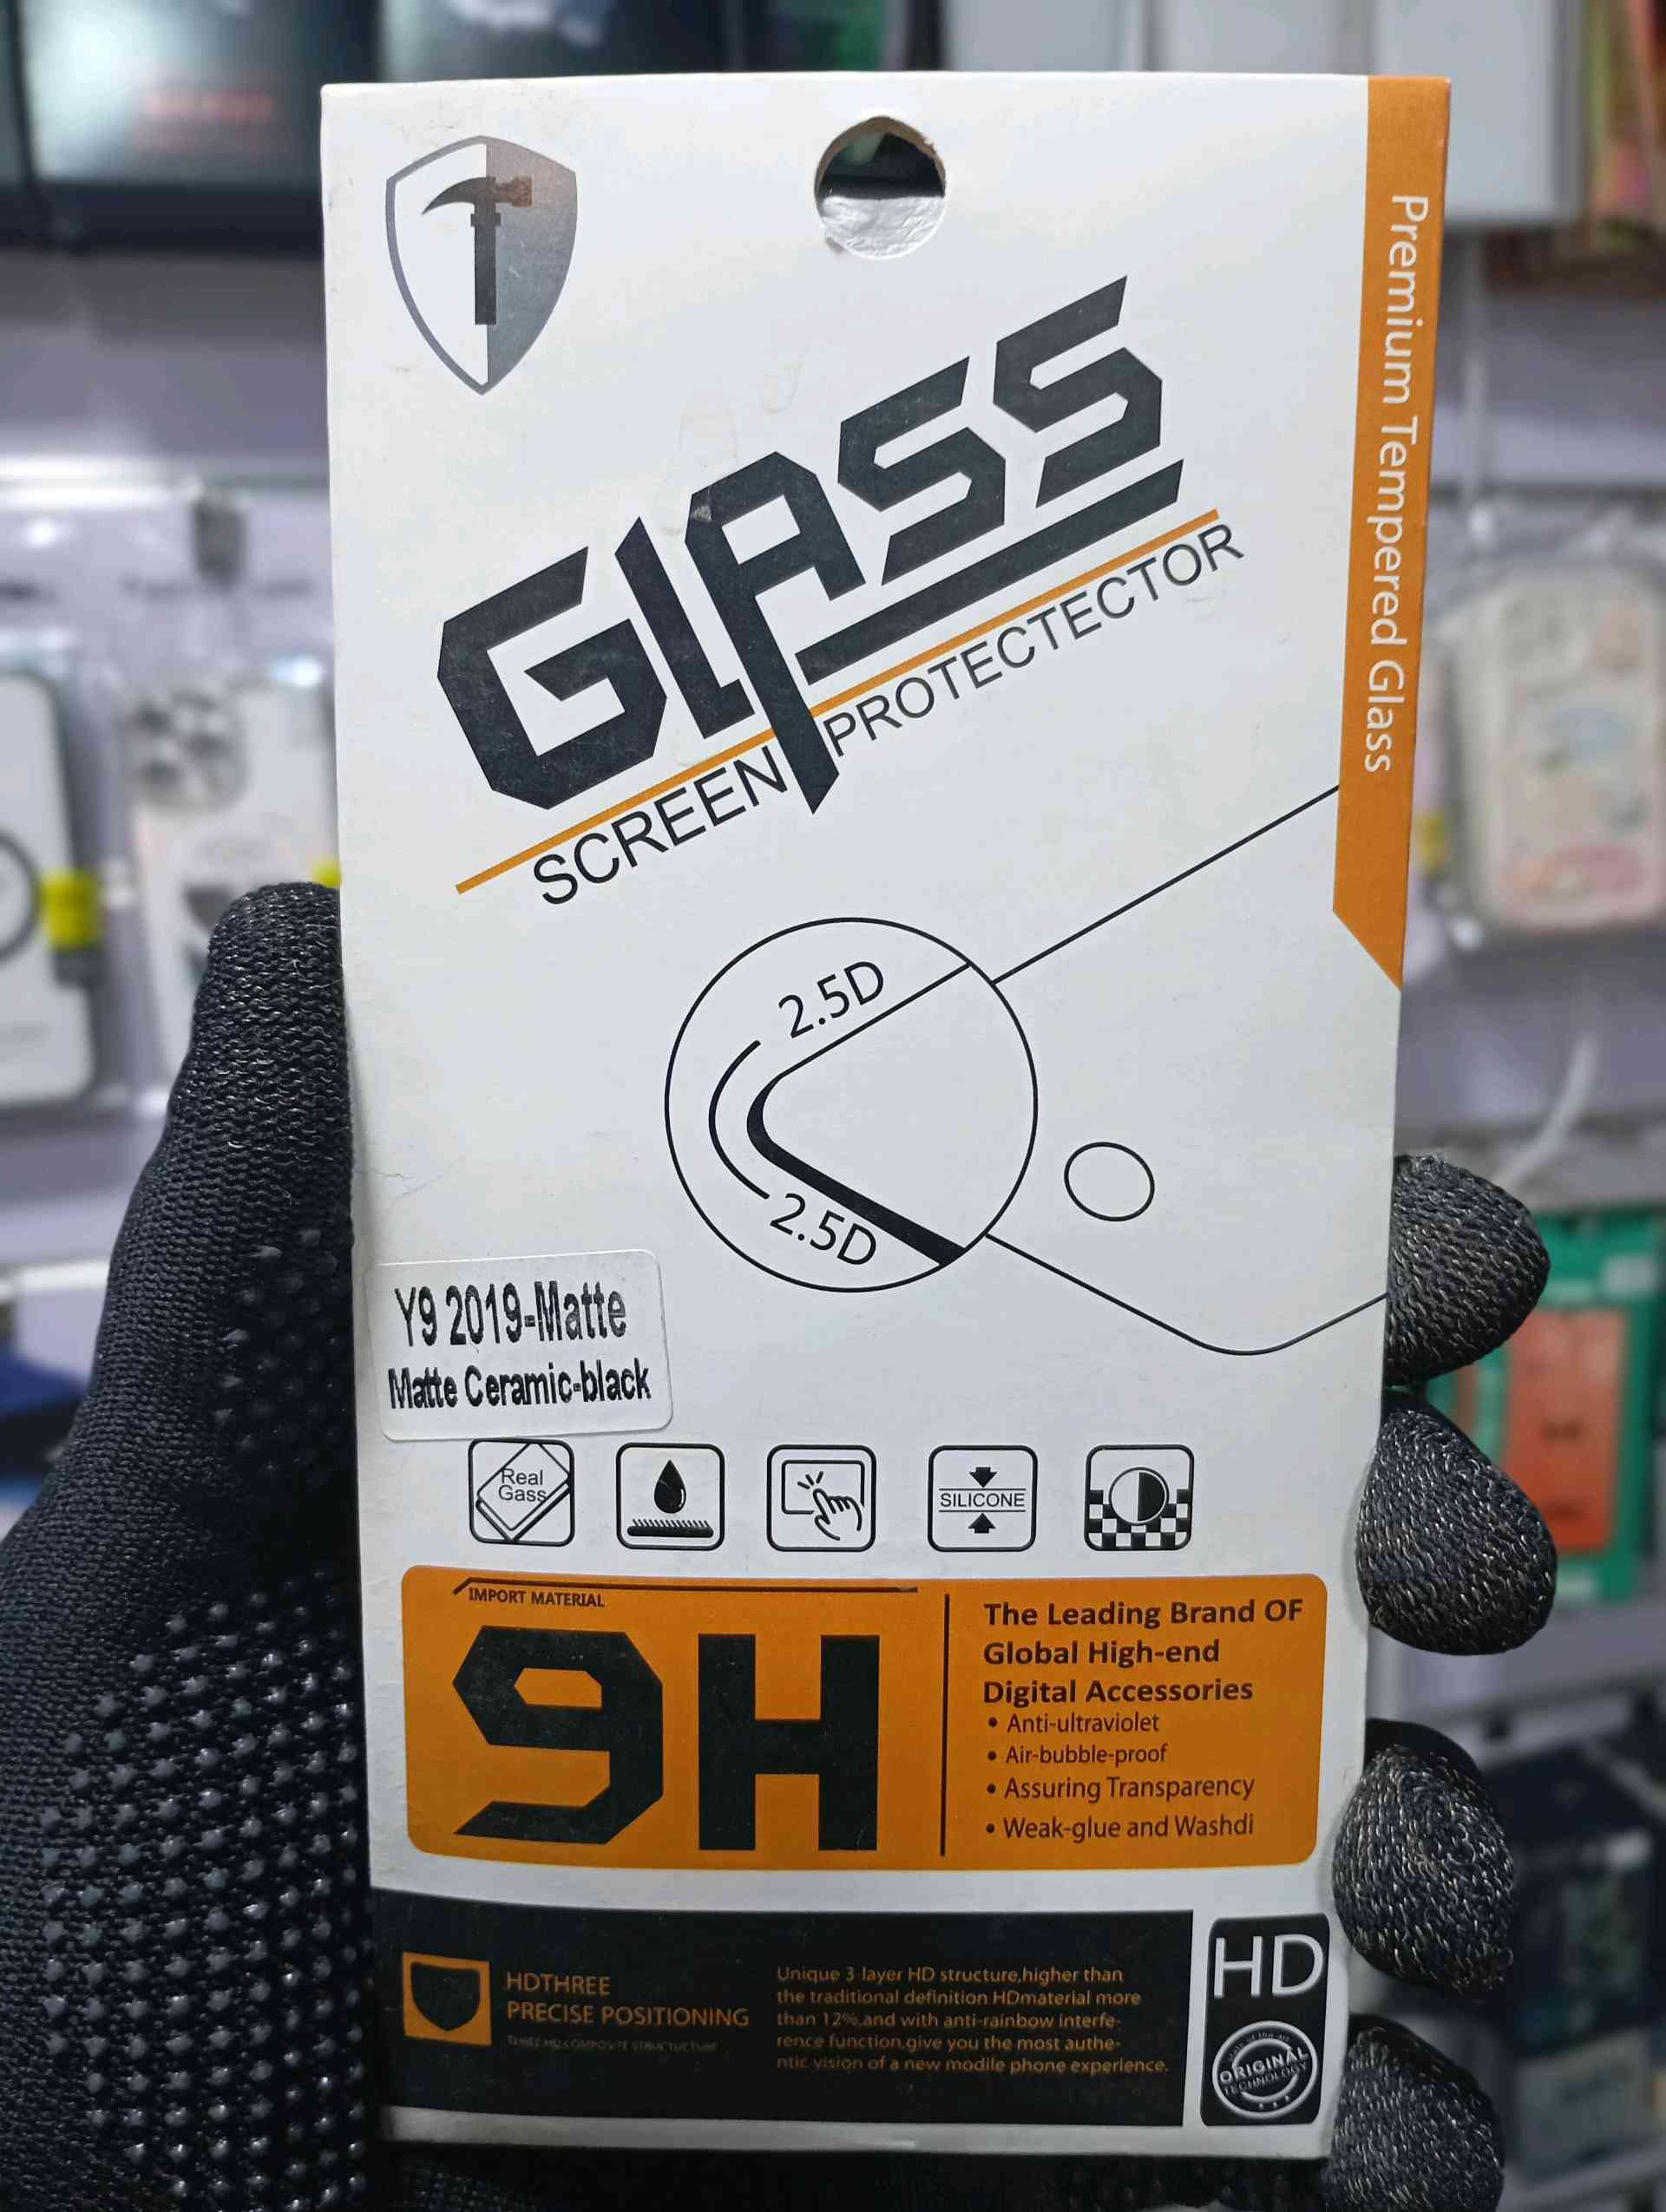 Premium Tempered Glass
GLASS
SCREEN PROTECTECTOR
2.5D
2.5D
Y9 2019-Matte
Matte Ceramic-black
Real
Gass
SILICONE
IMPORT MATERIAL
9H
The Leading Brand OF
Global High-end
Digital Accessories
• Anti-ultraviolet
• Air-bubble-proof
• Assuring Transparency
• Weak-glue and Washdi
HDTHREE
PRECISE POSITIONING
Unique 3-layer HD structure,higher than
the traditional definition HDmaterial more
than 12%.and with anti-rainbow interfe-
rence function,give you the most authe-
ntic vision of a new modlle phone experience.
HD
ORIGINAL
TECHNOLOGY